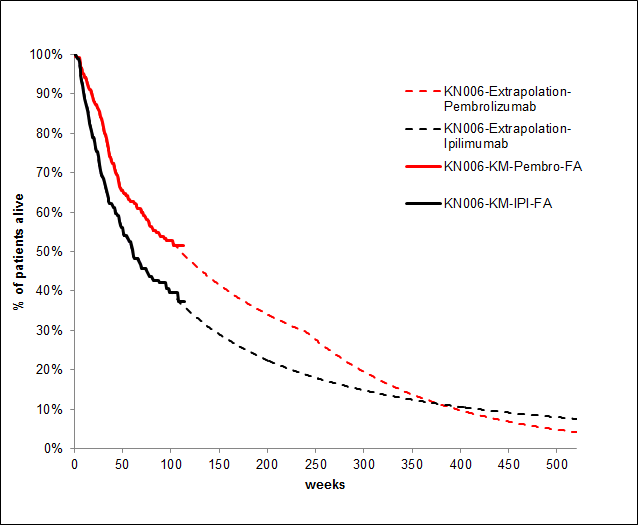 100%
90%
80%
70%
60%
50%
40%
30%
20%
10%
0%
% of patients alive
0 50 100 150 200 250 300 350 400 450 500
weeks
KN006-Extrapolation-
Pembrolizumab
KN006-Extrapolation-
Ipilimumab
KN006-KM-Pembro-FA
KN006-KM-IPI-FA